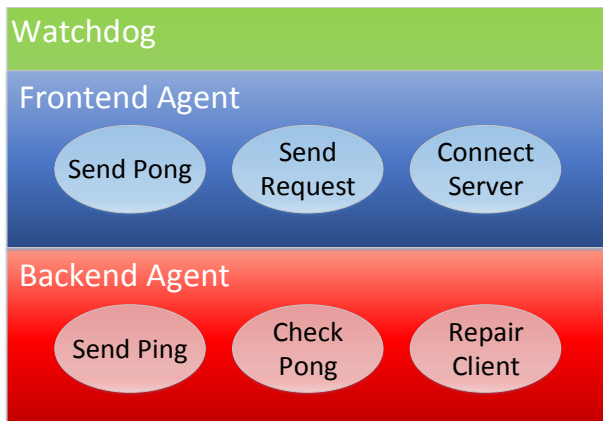 Watchdog
Frontend Agent
Send Pong
Send
Request
Connect
Server
Backend Agent
Send Ping
Check
Pong
Repair
Client